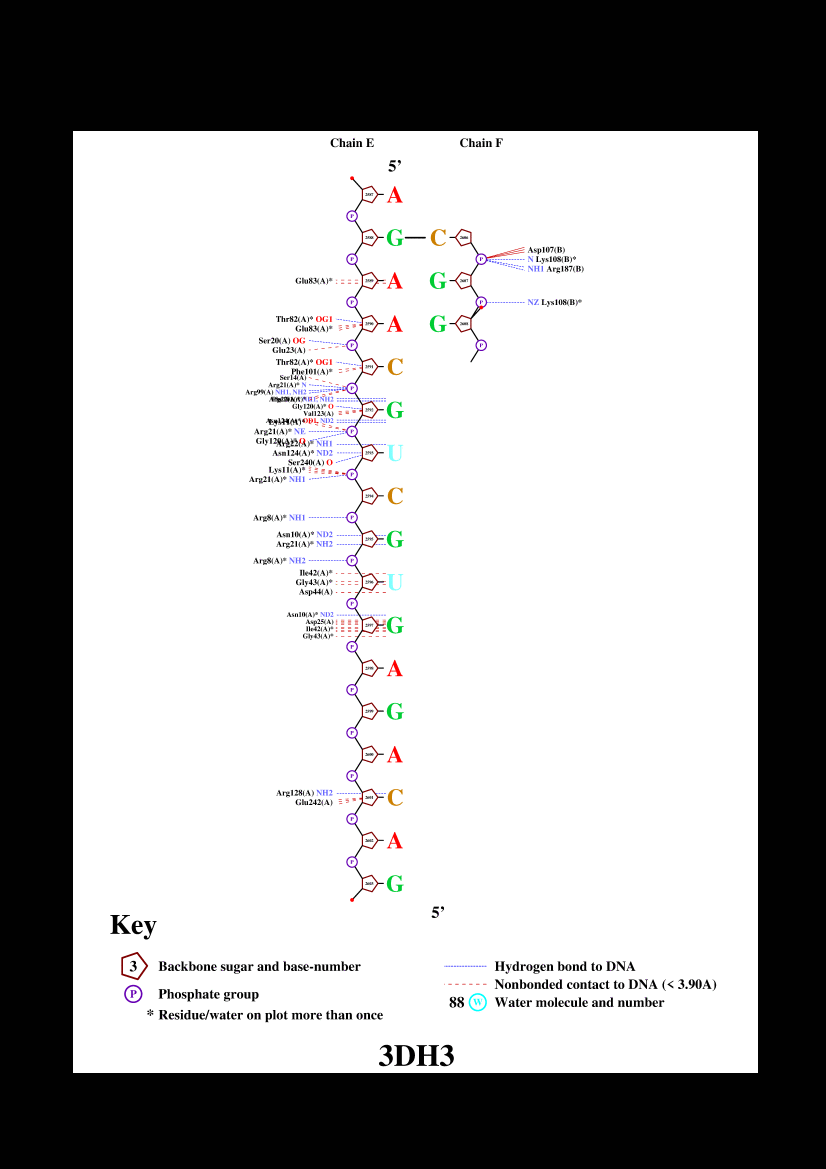 Chain E Chain F
5’
A
G C
Asp107(B)
N Lys108(B)*
NH1 Arg187(B)
Glu83(A)* A G
NZ Lys108(B)*
Thr82(A)* OG1
Glu83(A)* A G
Ser20(A) OG
Glu23(A)
Thr82(A)* OG1
Phe101(A)* C
Ser14(A)
Arg21(A)* N
Arg99(A) NH1, NH2
Gly120(A)* O G
Val123(A)
Arg21(A)* NE
Gly120(A)* O
Arg22(A)* NH1
Asn124(A)* ND2 U
Ser240(A) O
Lys11(A)*
Arg21(A)* NH1
C
Arg8(A)* NH1
Asn10(A)* ND2
Arg21(A)* NH2 G
Arg8(A)* NH2
Ile42(A)*
Gly43(A)* U
Asp44(A)
Asn10(A)* ND2
Asp25(A)
Ile42(A)* G
Gly43(A)*
A
G
A
Arg128(A) NH2
Glu242(A) C
A
G
5’
Key
3 Backbone sugar and base-number
P Phosphate group
* Residue/water on plot more than once
Hydrogen bond to DNA
Nonbonded contact to DNA (< 3.90A)
88 W Water molecule and number
3DH3